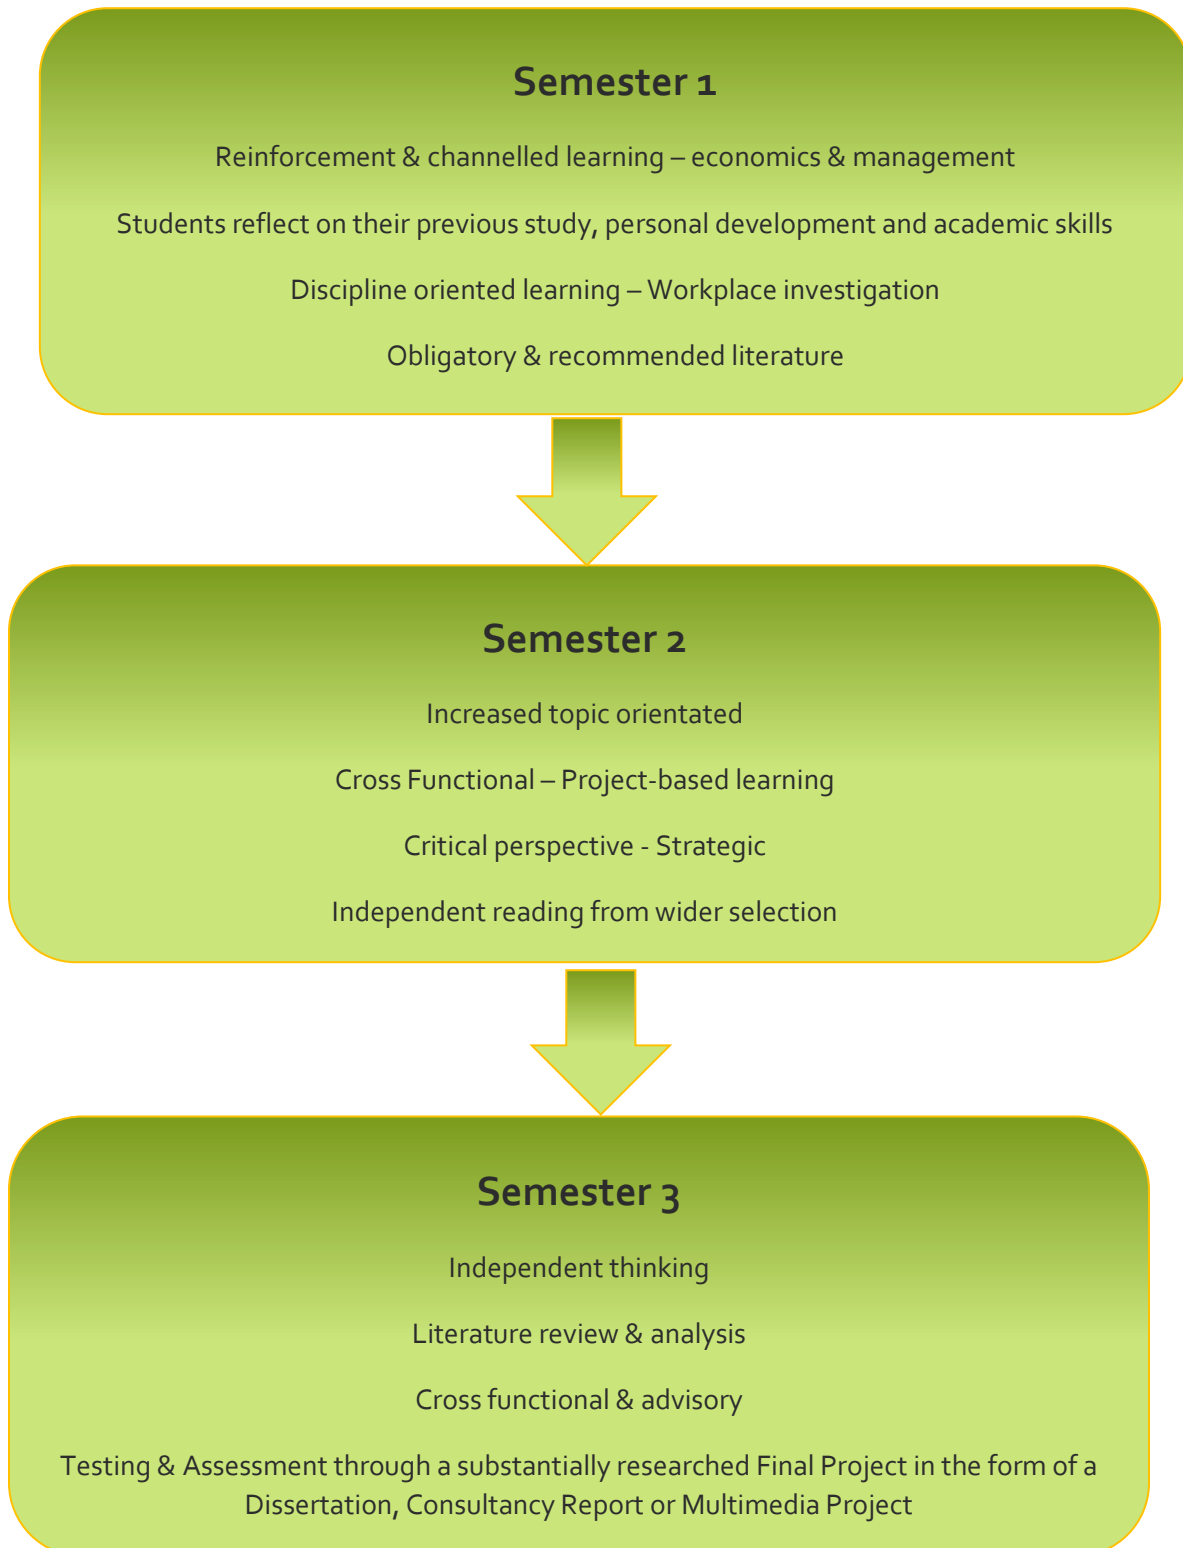 Semester 1
Reinforcement & channelled learning – economics & management
Students reflect on their previous study, personal development and academic skills
Discipline oriented learning – Workplace investigation
Obligatory & recommended literature
Semester 2
Increased topic orientated
Cross Functional – Project-based learning
Critical perspective - Strategic
Independent reading from wider selection
Semester 3
Independent thinking
Literature review & analysis
Cross functional & advisory
Testing & Assessment through a substantially researched Final Project in the form of a
Dissertation, Consultancy Report or Multimedia Project